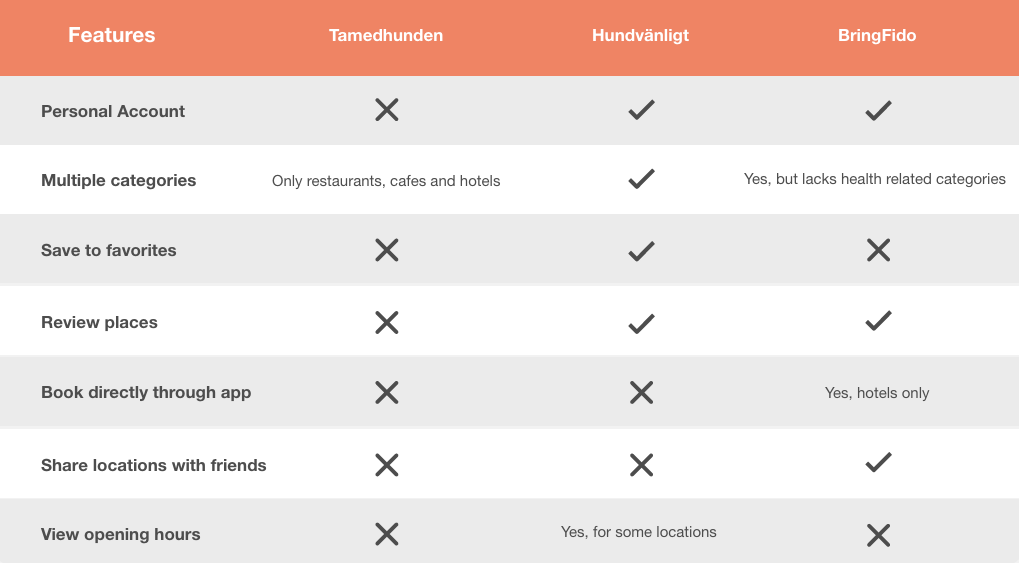 Features Tamedhunden Hundvänligt BringFido
Personal Account
Multiple categories Only restaurants, cafes and hotels Yes, but lacks health related categories
Save to favorites
Review places
Book directly through app Yes, hotels only
Share locations with friends
View opening hours Yes, for some locations